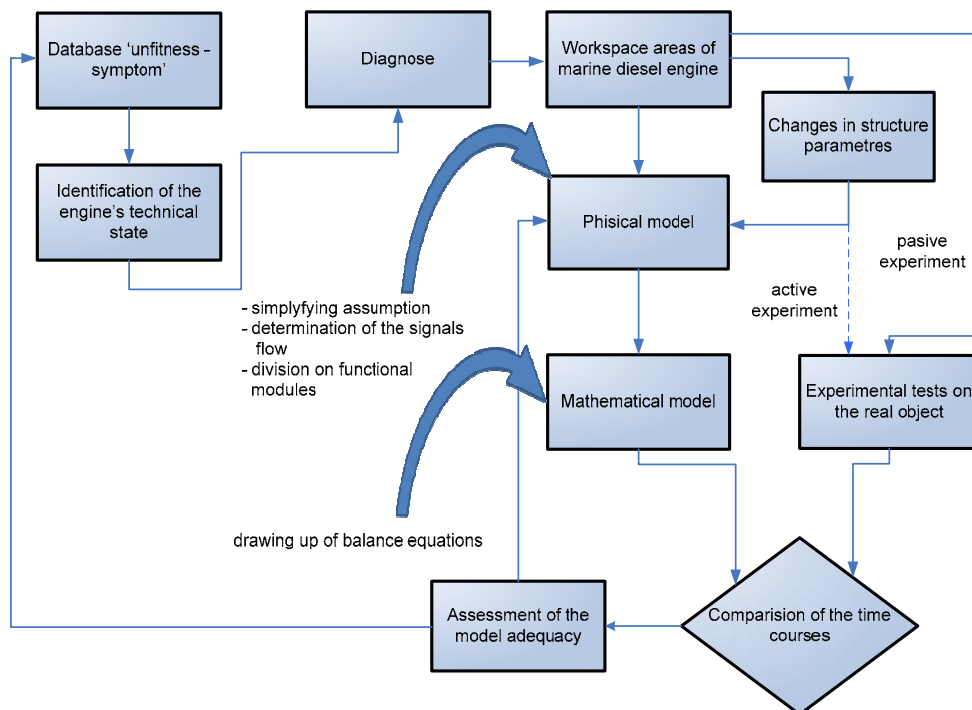 Database ‘unfitness –
symptom’
Diagnose
Workspace areas of
marine diesel engine
Changes in structure
parametres
Identification of the
engine’s technical
state
Phisical model
pasive
experiment
active
experiment
- simplyfying assumption
- determination of the signals
flow
- division on functional
modules
Mathematical model
Experimental tests on
the real object
drawing up of balance equations
Assessment of the
model adequacy
Comparision of the time
courses